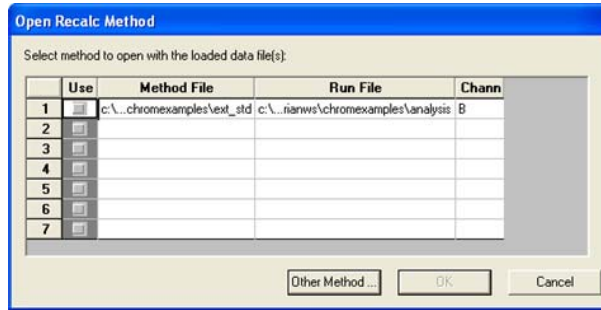 Open Recalc Method
Select method to open with the loaded data file(s):
Use Method File Run File Chann
1 c:\...chromexamples\ext_std c:\...rianws\chromexamples\analysis B
2
3
4
5
6
7
Other Method ... OK Cancel